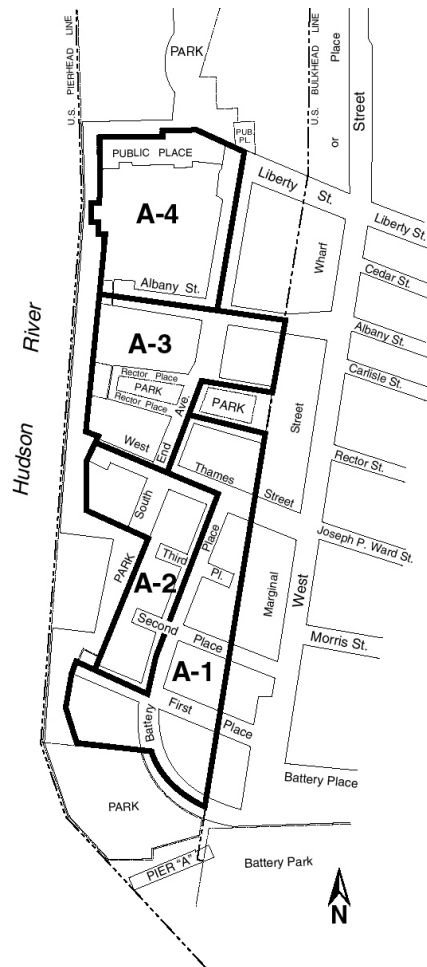 U.S. PIERHEAD LINE
PARK
U.S. BULKHEAD LINE
Place
or
Street
PUB.
PL.
PUBLIC PLACE
Liberty St.
A-4
Wharf
Liberty St.
Cedar St.
Albany St.
Albany St.
River
A-3
Carlisle St.
Rector Place
PARK
Rector Place
Ave.
PARK
Hudson
West
End
Street
Rector St.
Thames
Street
South
Place
Joseph P. Ward St.
Third
Pl.
PARK
A-2
Marginal
West
Second
Place
Morris St.
A-1
First
Place
Battery
Battery Place
PARK
PIER "A"
Battery Park
N